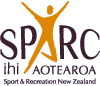 SPARC
ihi AOTEAROA
Sport & Recreation New Zealand